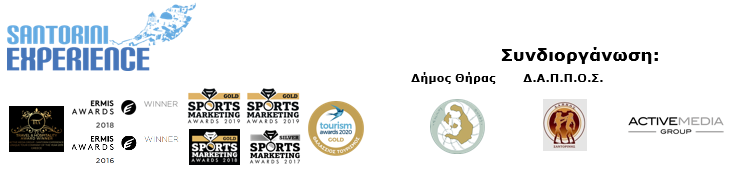 SANTORINI
EXPERIENCE
Συνδιοργάνωση:
Δήμος Θήρας
Δ.Α.Π.Π.Ο.Σ.
ERMIS
AWARDS
2018
WINNER
ERMIS
AWARDS
2016
WINNER
GOLD
SPORTS
MARKETING
AWARDS 2019
GOLD
SPORTS
MARKETING
AWARDS 2019
GOLD
SPORTS
MARKETING
AWARDS 2018
SILVER
SPORTS
MARKETING
AWARDS 2017
tourism
awards 2020
GOLD
ΘΑΛΑΣΣΙΟΣ ΤΟΥΡΙΣΜΟΣ
ACTIVEMEDIA
GROUP